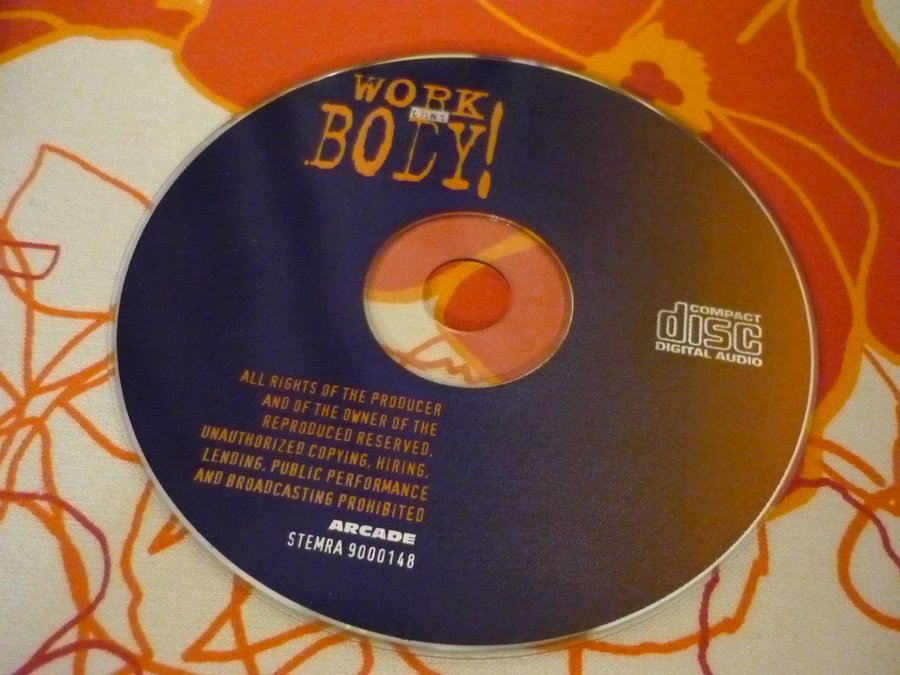 WORK
that
BODY!
COMPACT
disc
DIGITAL AUDIO
ALL RIGHTS OF THE PRODUCER
AND OF THE OWNER OF THE
REPRODUCED RESERVED,
UNAUTHORIZED COPYING, HIRING,
LENDING, PUBLIC PERFORMANCE
AND BROADCASTING PROHIBITED
ARCADE
STEMRA 9000148